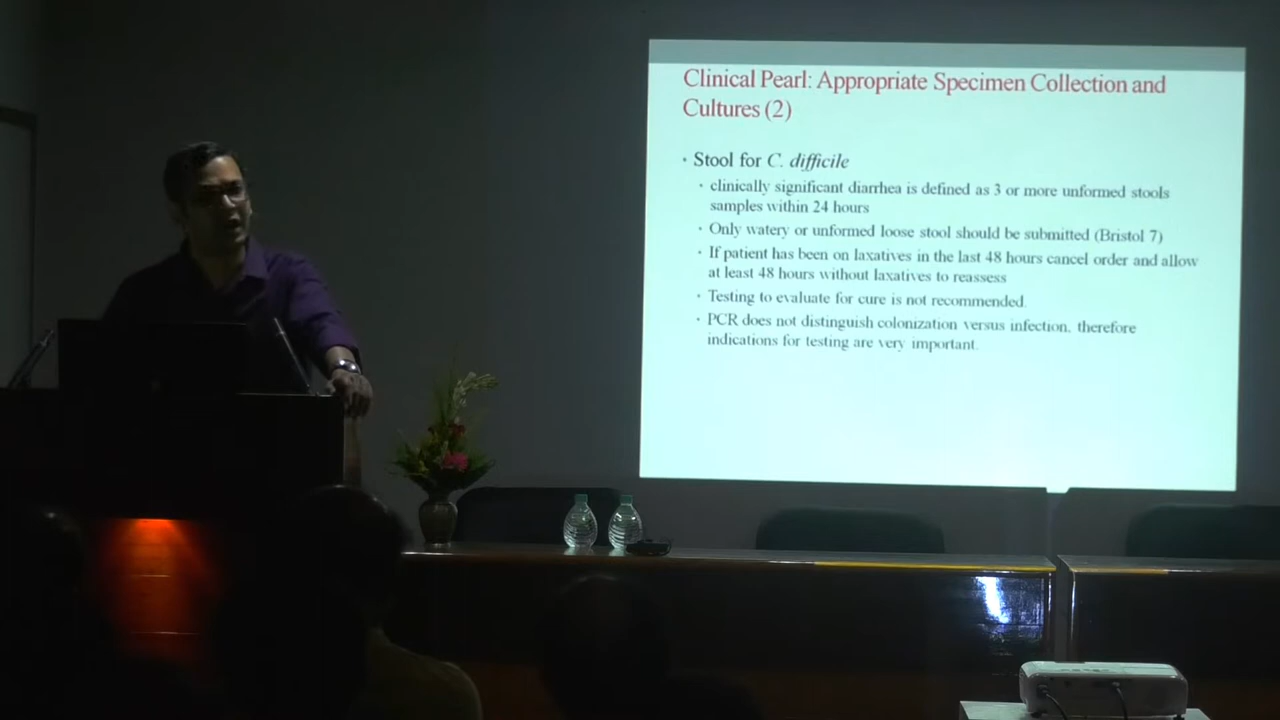 Clinical Pearl: Appropriate Specimen Collection and
Cultures (2)
• Stool for C. difficile
• clinically significant diarrhea is defined as 3 or more unformed stools
samples within 24 hours
• Only watery or unformed loose stool should be submitted (Bristol 7)
• If patient has been on laxatives in the last 48 hours cancel order and allow
at least 48 hours without laxatives to reassess
• Testing to evaluate for cure is not recommended.
• PCR does not distinguish colonization versus infection, therefore
indications for testing are very important.